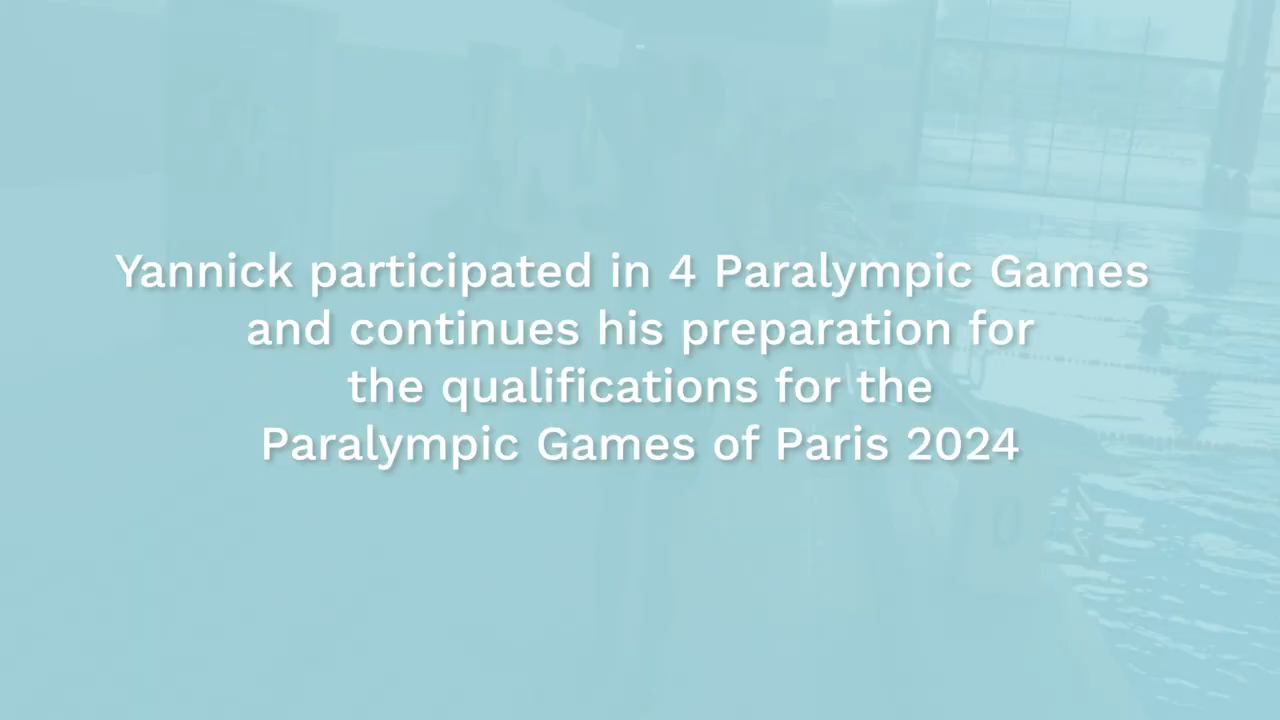 Yannick participated in 4 Paralympic Games
and continues his preparation for
the qualifications for the
Paralympic Games of Paris 2024
0